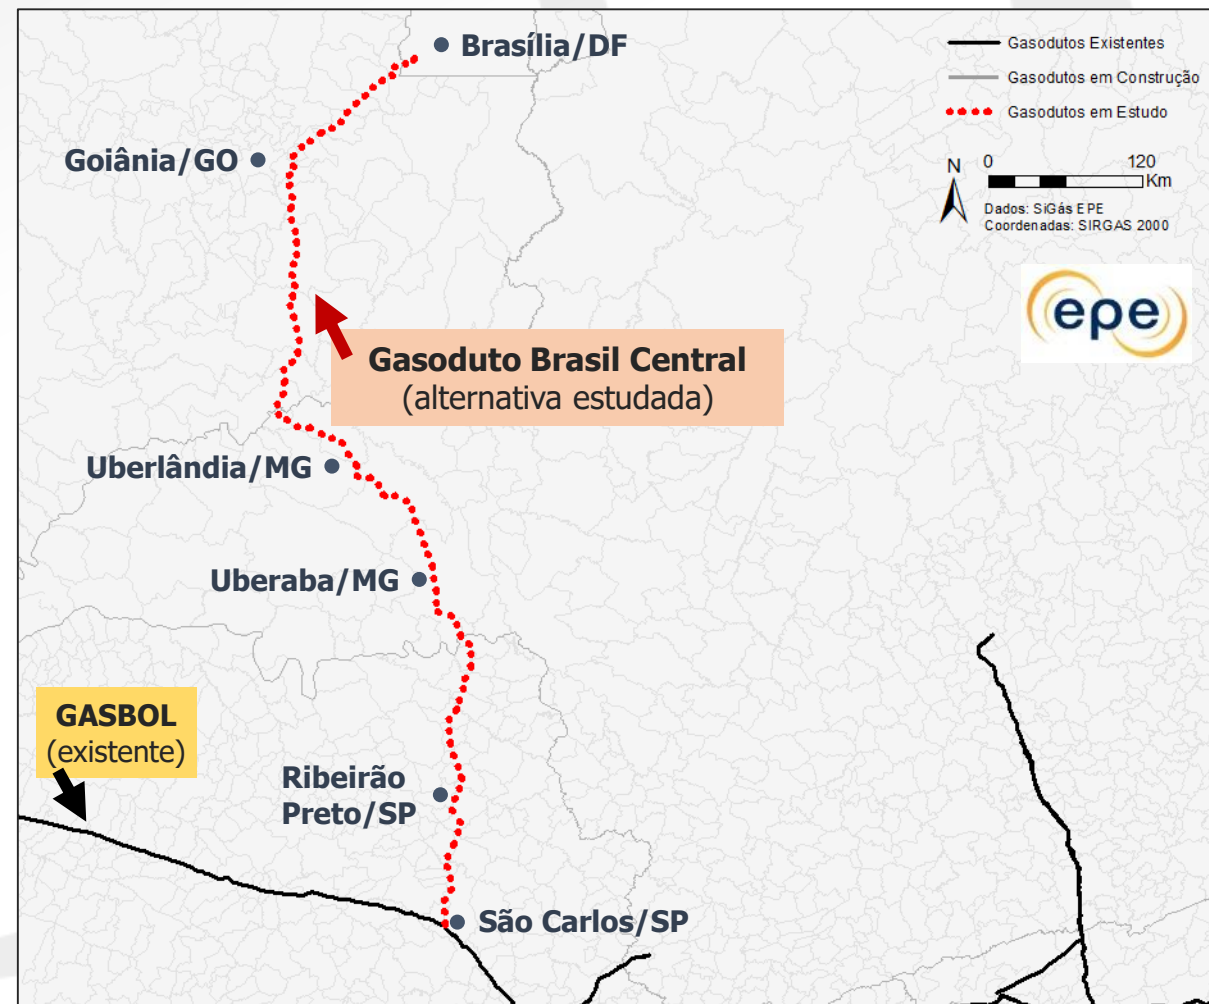 Brasília/DF
Gasodutos Existentes
Gasodutos em Construção
Gasodutos em Estudo
Goiânia/GO
N
0 120
Km
Dados: SiGás EPE
Coordenadas: SIRGAS 2000
epe
Gasoduto Brasil Central
(alternativa estudada)
Uberlândia/MG
Uberaba/MG
GASBOL
(existente)
Ribeirão
Preto/SP
São Carlos/SP